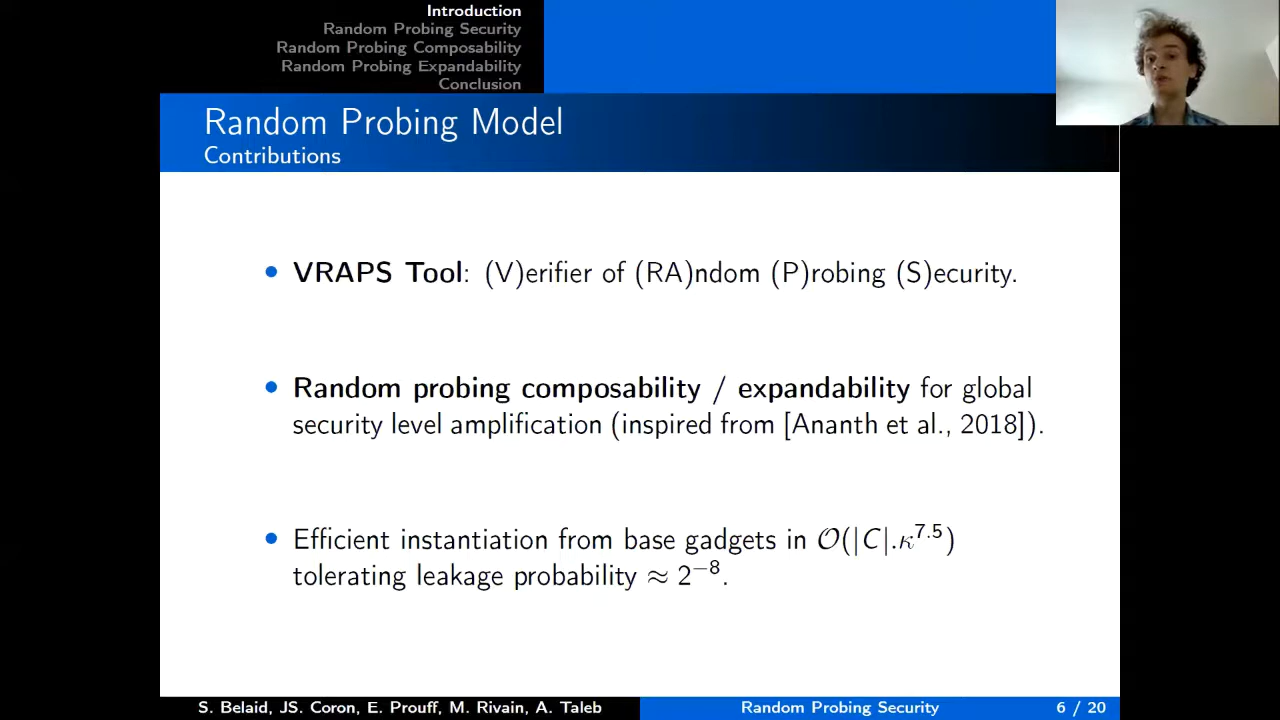 Introduction
Random Probing Security
Random Probing Composability
Random Probing Expandability
Conclusion
Random Probing Model
Contributions
• VRAPS Tool: (V)erifier of (RA)ndom (P)robing (S)ecurity.
• Random probing composability / expandability for global
security level amplification (inspired from [Ananth et al., 2018]).
• Efficient instantiation from base gadgets in 𝒪(|C|.κ^7.5)
tolerating leakage probability ≈ 2^−8.
S. Belaid, JS. Coron, E. Prouff, M. Rivain, A. Taleb
Random Probing Security
6 / 20